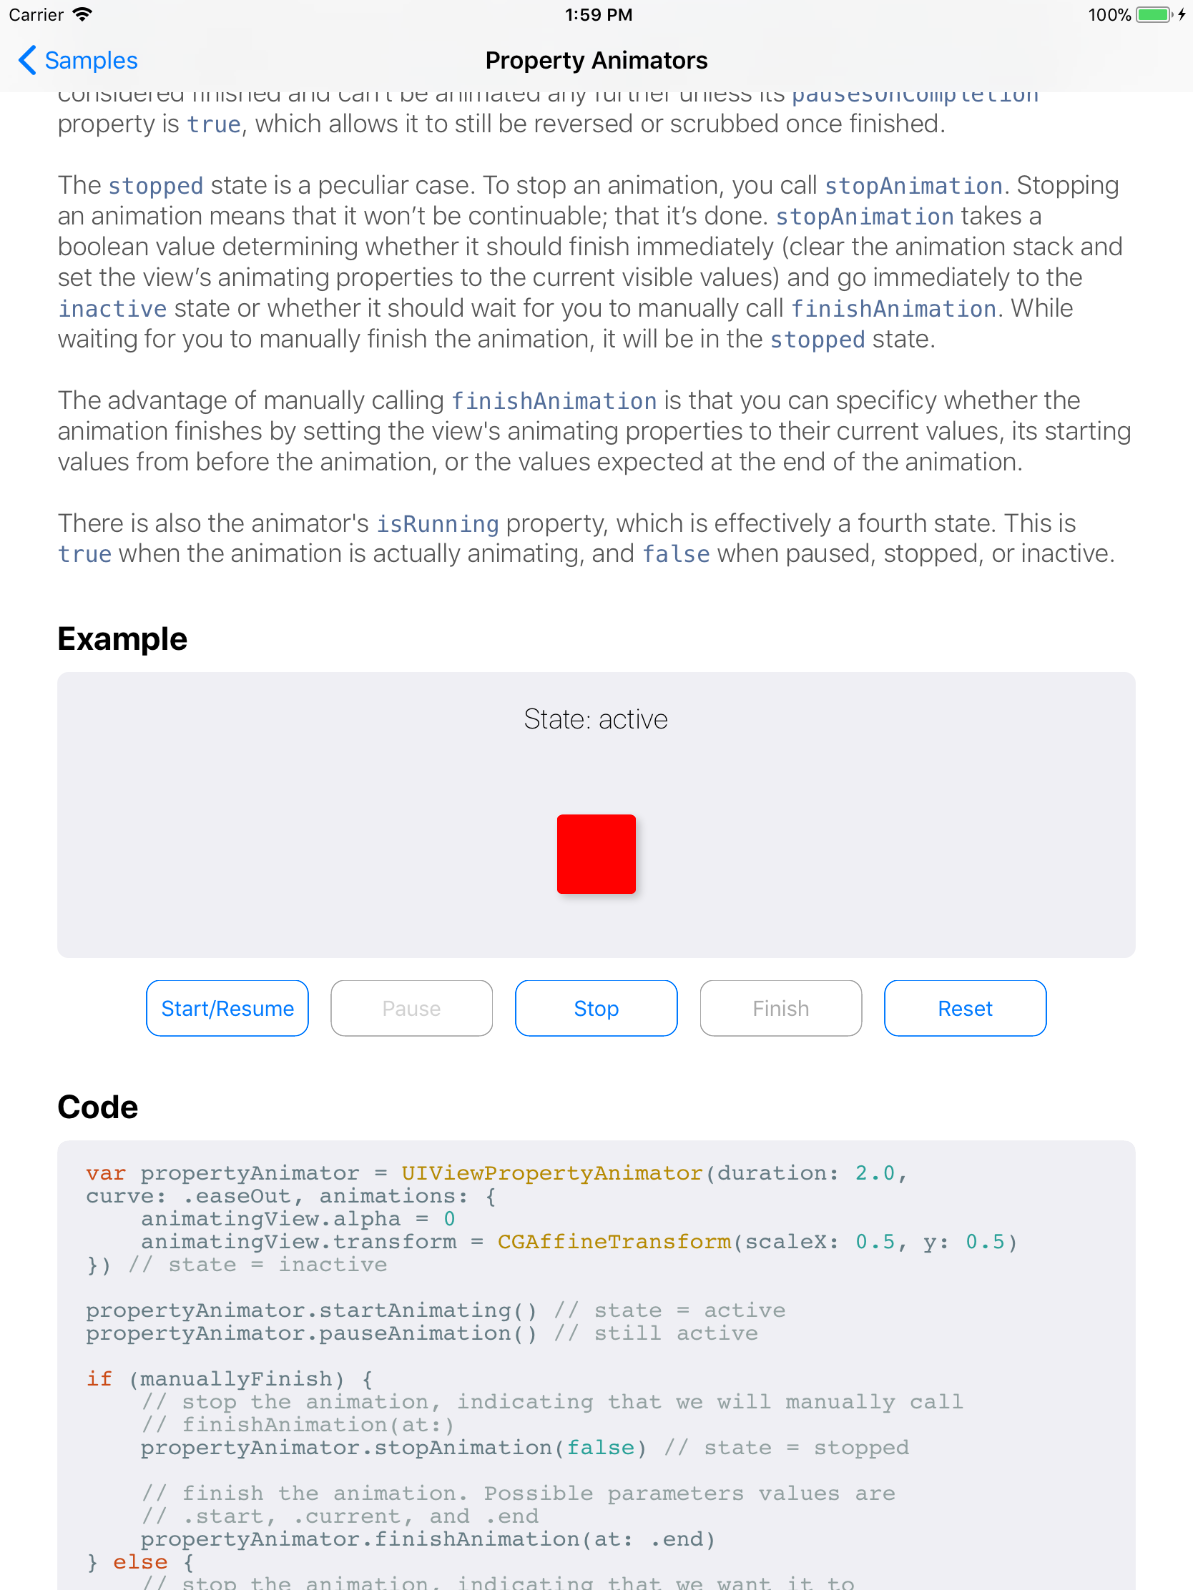 Carrier
1:59 PM
100%
Samples
Property Animators
considered finished and can't be animated any further unless its pausesOnCompletion
property is true, which allows it to still be reversed or scrubbed once finished.
The stopped state is a peculiar case. To stop an animation, you call stopAnimation. Stopping
an animation means that it won’t be continuable; that it’s done. stopAnimation takes a
boolean value determining whether it should finish immediately (clear the animation stack and
set the view’s animating properties to the current visible values) and go immediately to the
inactive state or whether it should wait for you to manually call finishAnimation. While
waiting for you to manually finish the animation, it will be in the stopped state.
The advantage of manually calling finishAnimation is that you can specificy whether the
animation finishes by setting the view's animating properties to their current values, its starting
values from before the animation, or the values expected at the end of the animation.
There is also the animator's isRunning property, which is effectively a fourth state. This is
true when the animation is actually animating, and false when paused, stopped, or inactive.
Example
State: active
Start/Resume
Pause
Stop
Finish
Reset
Code
var propertyAnimator = UIViewPropertyAnimator(duration: 2.0,
curve: .easeOut, animations: {
    animatingView.alpha = 0
    animatingView.transform = CGAffineTransform(scaleX: 0.5, y: 0.5)
}) // state = inactive
propertyAnimator.startAnimating() // state = active
propertyAnimator.pauseAnimation() // still active
if (manuallyFinish) {
    // stop the animation, indicating that we will manually call
    // finishAnimation(at:)
    propertyAnimator.stopAnimation(false) // state = stopped
    // finish the animation. Possible parameters values are
    // .start, .current, and .end
    propertyAnimator.finishAnimation(at: .end)
} else {
    // stop the animation, indicating that we want it to